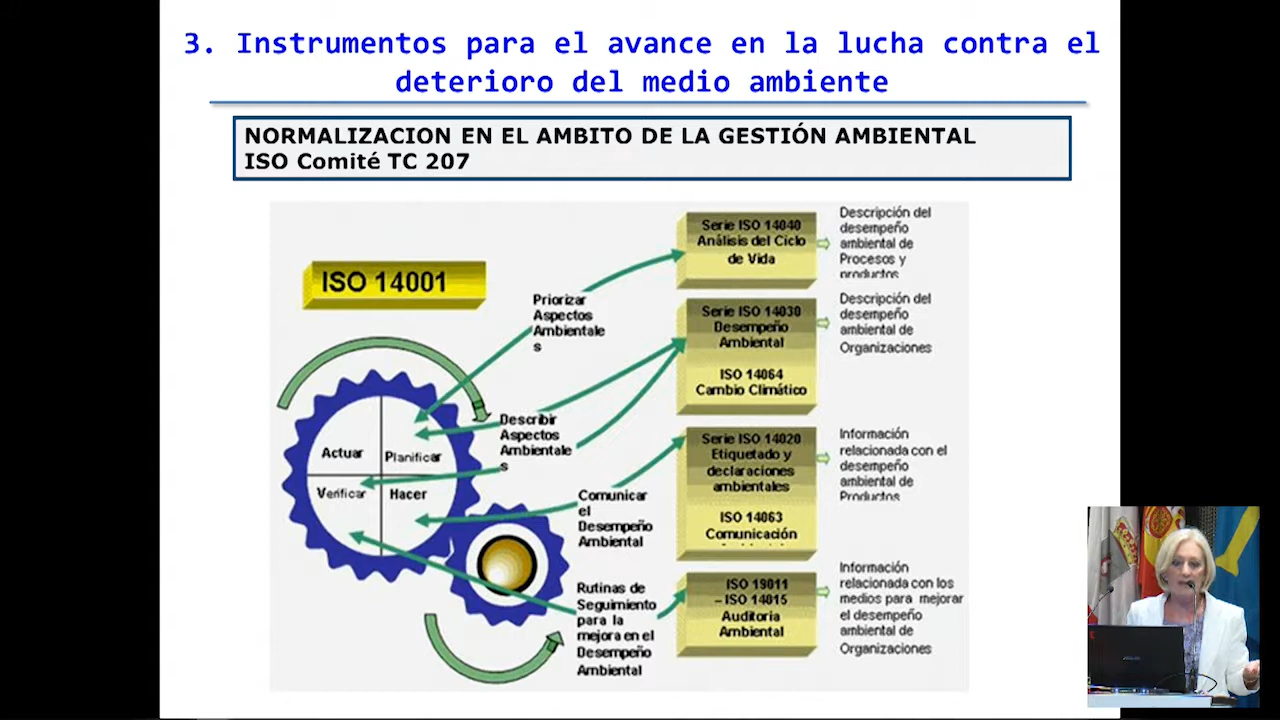 3. Instrumentos para el avance en la lucha contra el
deterioro del medio ambiente
NORMALIZACION EN EL AMBITO DE LA GESTIÓN AMBIENTAL
ISO Comité TC 207
ISO 14001
Actuar
Planificar
Verificar
Hacer
Priorizar
Aspectos
Ambientale
s
Describir
Aspectos
Ambientale
s
Comunicar
el
Desempeño
Ambiental
Rutinas de
Seguimiento
para la
mejora en el
Desempeño
Ambiental
Serie ISO 14040
Análisis del Ciclo
de Vida
Descripción del
desempeño
ambiental de
Procesos y
productos
Serie ISO 14030
Desempeño
Ambiental
ISO 14064
Cambio Climático
Descripción del
desempeño
ambiental de
Organizaciones
Serie ISO 14020
Etiquetado y
declaraciones
ambientales
ISO 14063
Comunicación
Información
relacionada con el
desempeño
ambiental de
Productos
ISO 19011
– ISO 14015
Auditoria
Ambiental
Información
relacionada con los
medios para mejorar
el desempeño
ambiental de
Organizaciones